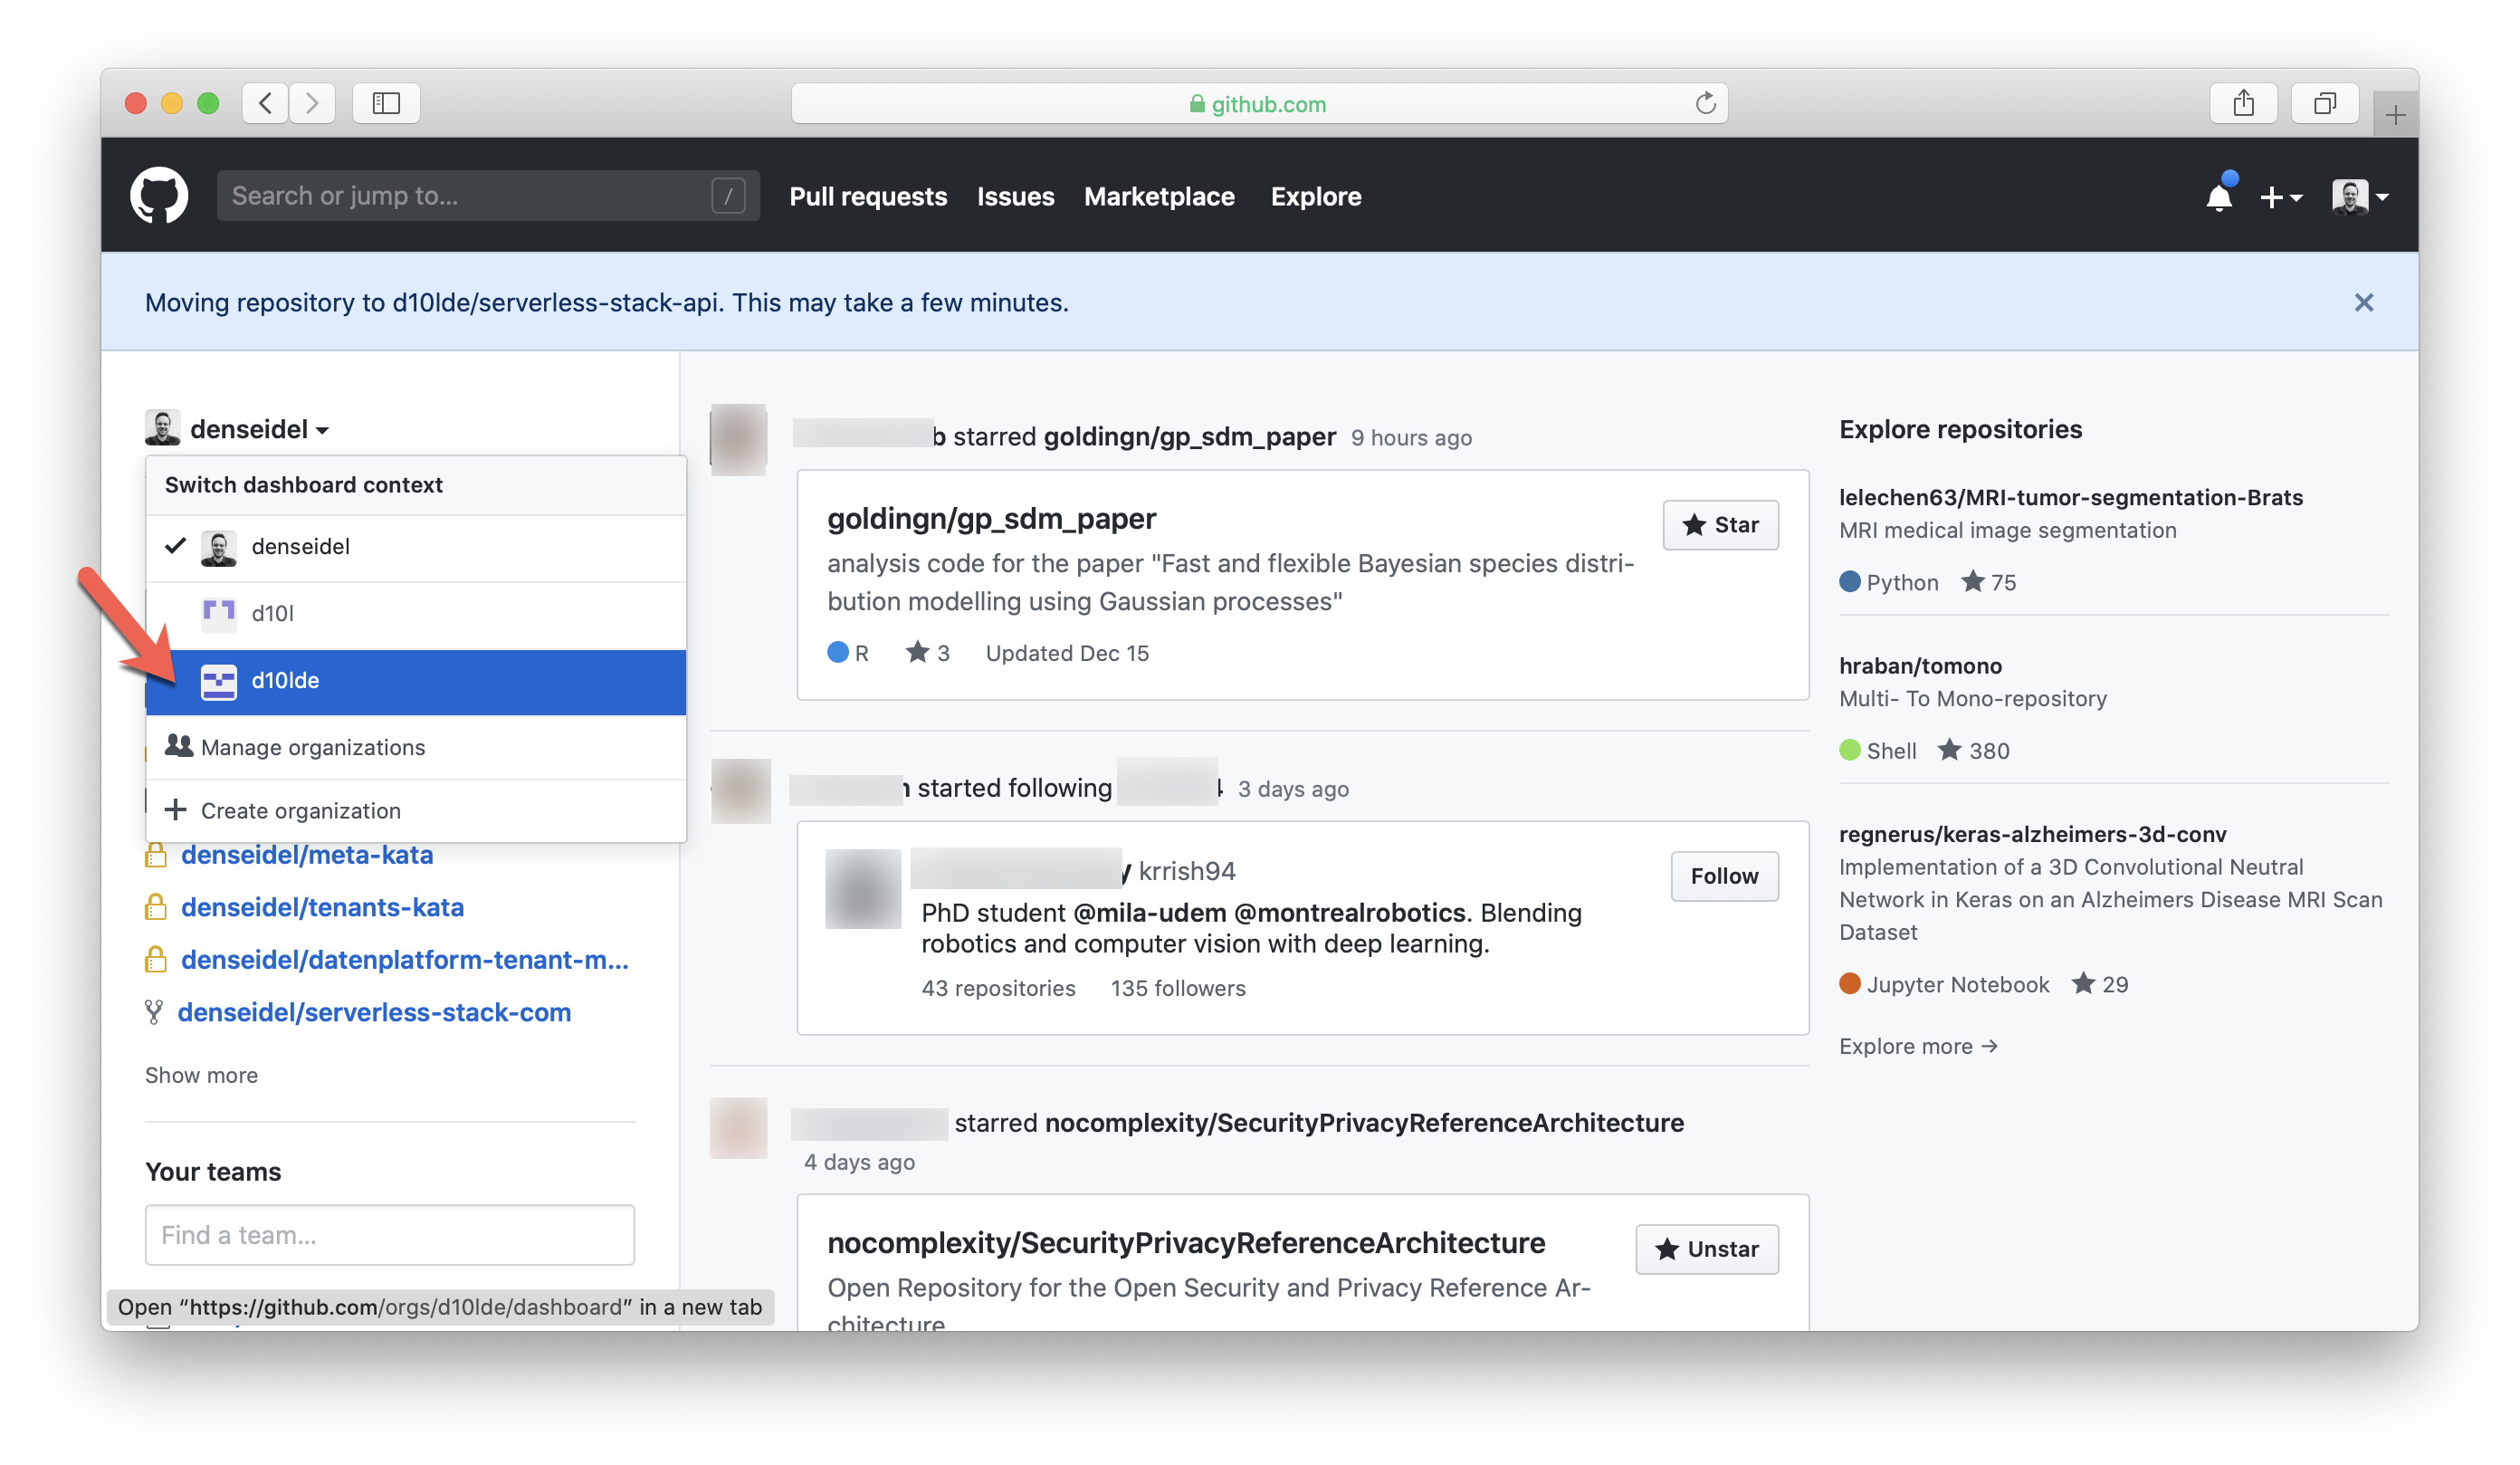 github.com
Search or jump to...
/
Pull requests
Issues
Marketplace
Explore
Moving repository to d10lde/serverless-stack-api. This may take a few minutes.
denseidel
Switch dashboard context
denseidel
d10l
d10lde
Manage organizations
Create organization
denseidel/meta-kata
denseidel/tenants-kata
denseidel/datenplatform-tenant-m...
denseidel/serverless-stack-com
Show more
Your teams
Find a team...
Open “https://github.com/orgs/d10lde/dashboard” in a new tab
b starred goldingn/gp_sdm_paper 9 hours ago
goldingn/gp_sdm_paper
Star
analysis code for the paper "Fast and flexible Bayesian species distri-
bution modelling using Gaussian processes"
R
3
Updated Dec 15
started following 3 days ago
krrish94
Follow
PhD student @mila-udem @montrealrobotics. Blending
robotics and computer vision with deep learning.
43 repositories
135 followers
starred nocomplexity/SecurityPrivacyReferenceArchitecture
4 days ago
nocomplexity/SecurityPrivacyReferenceArchitecture
Unstar
Open Repository for the Open Security and Privacy Reference Ar-
chitecture
Explore repositories
lelechen63/MRI-tumor-segmentation-Brats
MRI medical image segmentation
Python
75
hraban/tomono
Multi- To Mono-repository
Shell
380
regnerus/keras-alzheimers-3d-conv
Implementation of a 3D Convolutional Neutral
Network in Keras on an Alzheimers Disease MRI Scan
Dataset
Jupyter Notebook
29
Explore more →